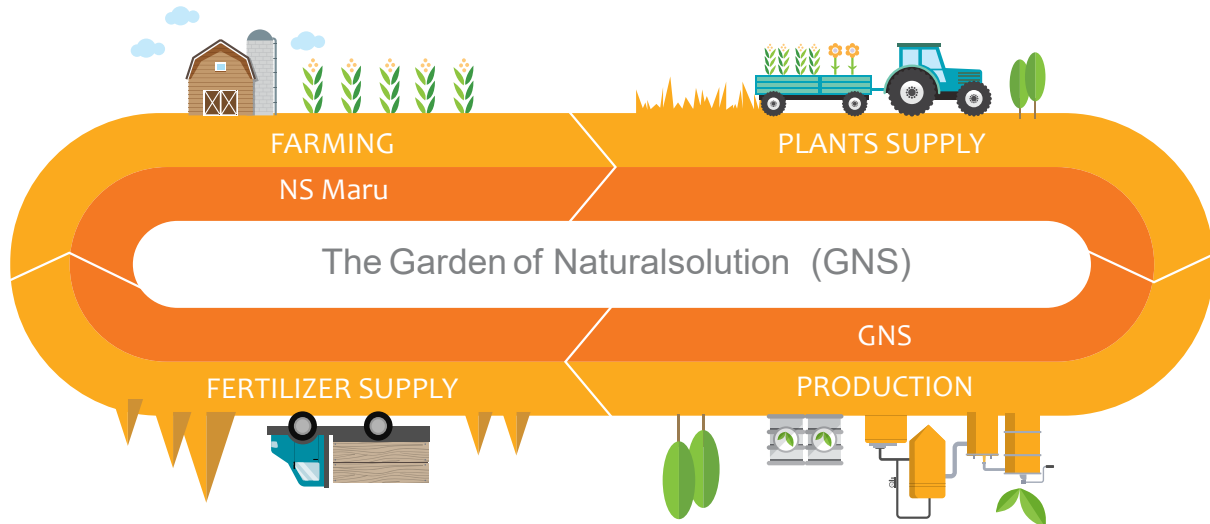 FARMING
PLANTS SUPPLY
NS Maru
The Garden of Naturalsolution (GNS)
GNS
FERTILIZER SUPPLY
PRODUCTION